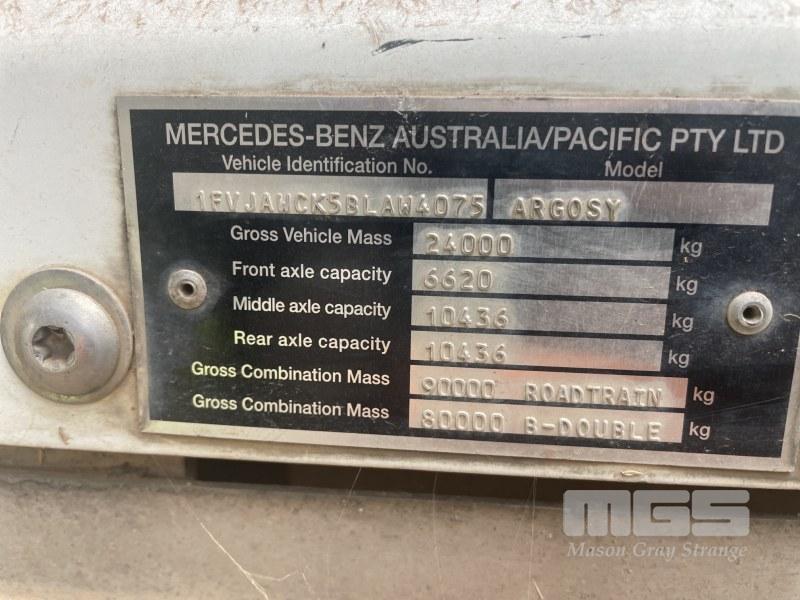 MERCEDES-BENZ AUSTRALIA/PACIFIC PTY LTD
Vehicle Identification No. Model
1FVJAWCK5BLAW4075 ARGOSY
Gross Vehicle Mass 24000 kg
Front axle capacity 6620 kg
Middle axle capacity 10436 kg
Rear axle capacity 10436 kg
Gross Combination Mass 90000 ROADTRAIN kg
Gross Combination Mass 80000 B-DOUBLE kg
MGS
Mason Gray Strange